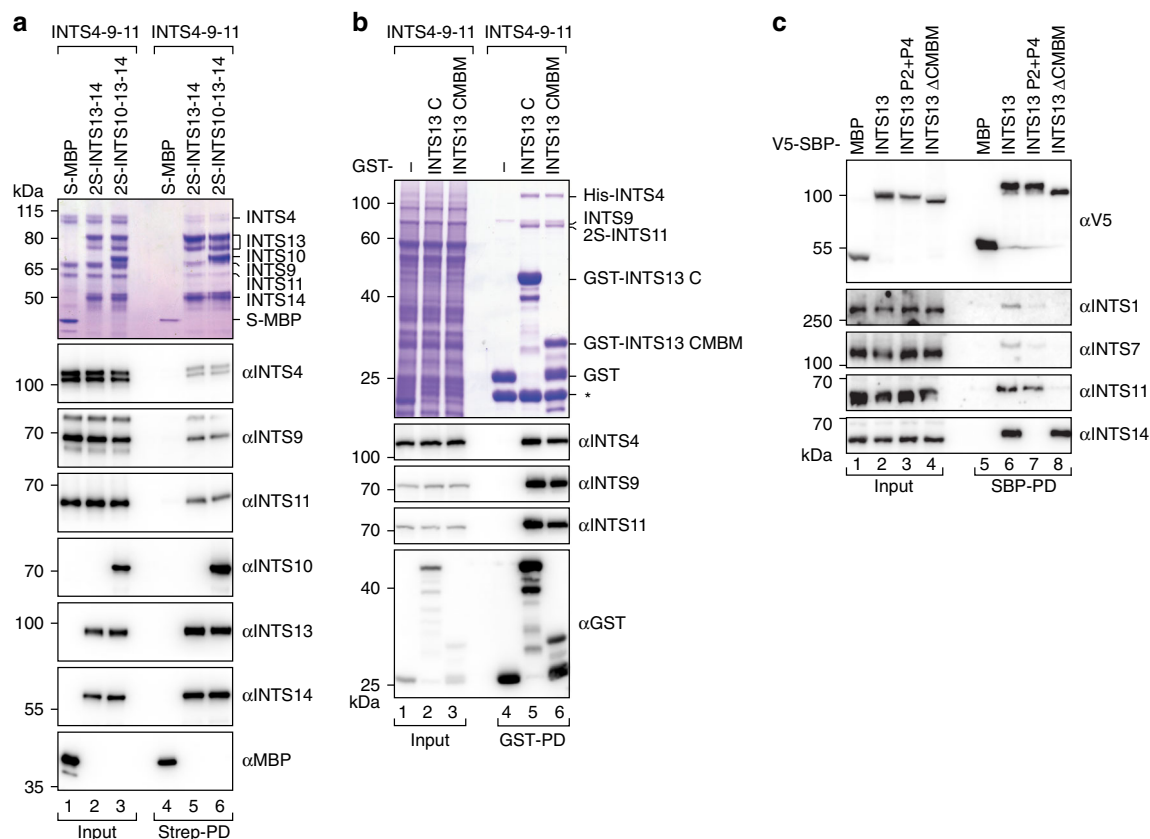 a
INTS4-9-11 INTS4-9-11
S-MBP
2S-INTS13-14
2S-INTS10-13-14
S-MBP
2S-INTS13-14
2S-INTS10-13-14
kDa
115
80
65
50
INTS4
INTS13
INTS10
INTS9
INTS11
INTS14
S-MBP
100 αINTS4
70 αINTS9
70 αINTS11
70 αINTS10
100 αINTS13
55 αINTS14
35 αMBP
1 2 3 4 5 6
Input Strep-PD
b
INTS4-9-11 INTS4-9-11
GST-
–
INTS13 C
INTS13 CMBM
–
INTS13 C
INTS13 CMBM
100
60
40
25
His-INTS4
INTS9
2S-INTS11
GST-INTS13 C
GST-INTS13 CMBM
GST
*
100 αINTS4
70 αINTS9
70 αINTS11
40
αGST
25
kDa
1 2 3 4 5 6
Input GST-PD
c
V5-SBP-
MBP
INTS13
INTS13 P2+P4
INTS13 ΔCMBM
MBP
INTS13
INTS13 P2+P4
INTS13 ΔCMBM
100
αV5
55
250 αINTS1
100 αINTS7
70 αINTS11
70 αINTS14
kDa
1 2 3 4 5 6 7 8
Input SBP-PD